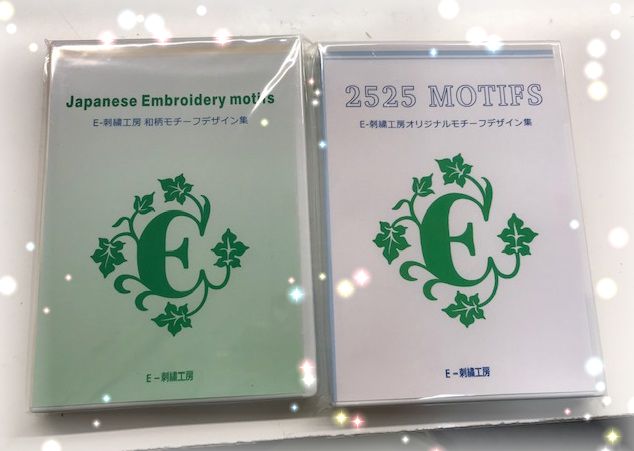 Japanese Embroidery motifs
E-刺繍工房 和柄モチーフデザイン集
E
E－刺繍工房
2525 MOTIFS
E-刺繍工房オリジナルモチーフデザイン集
E
E－刺繍工房